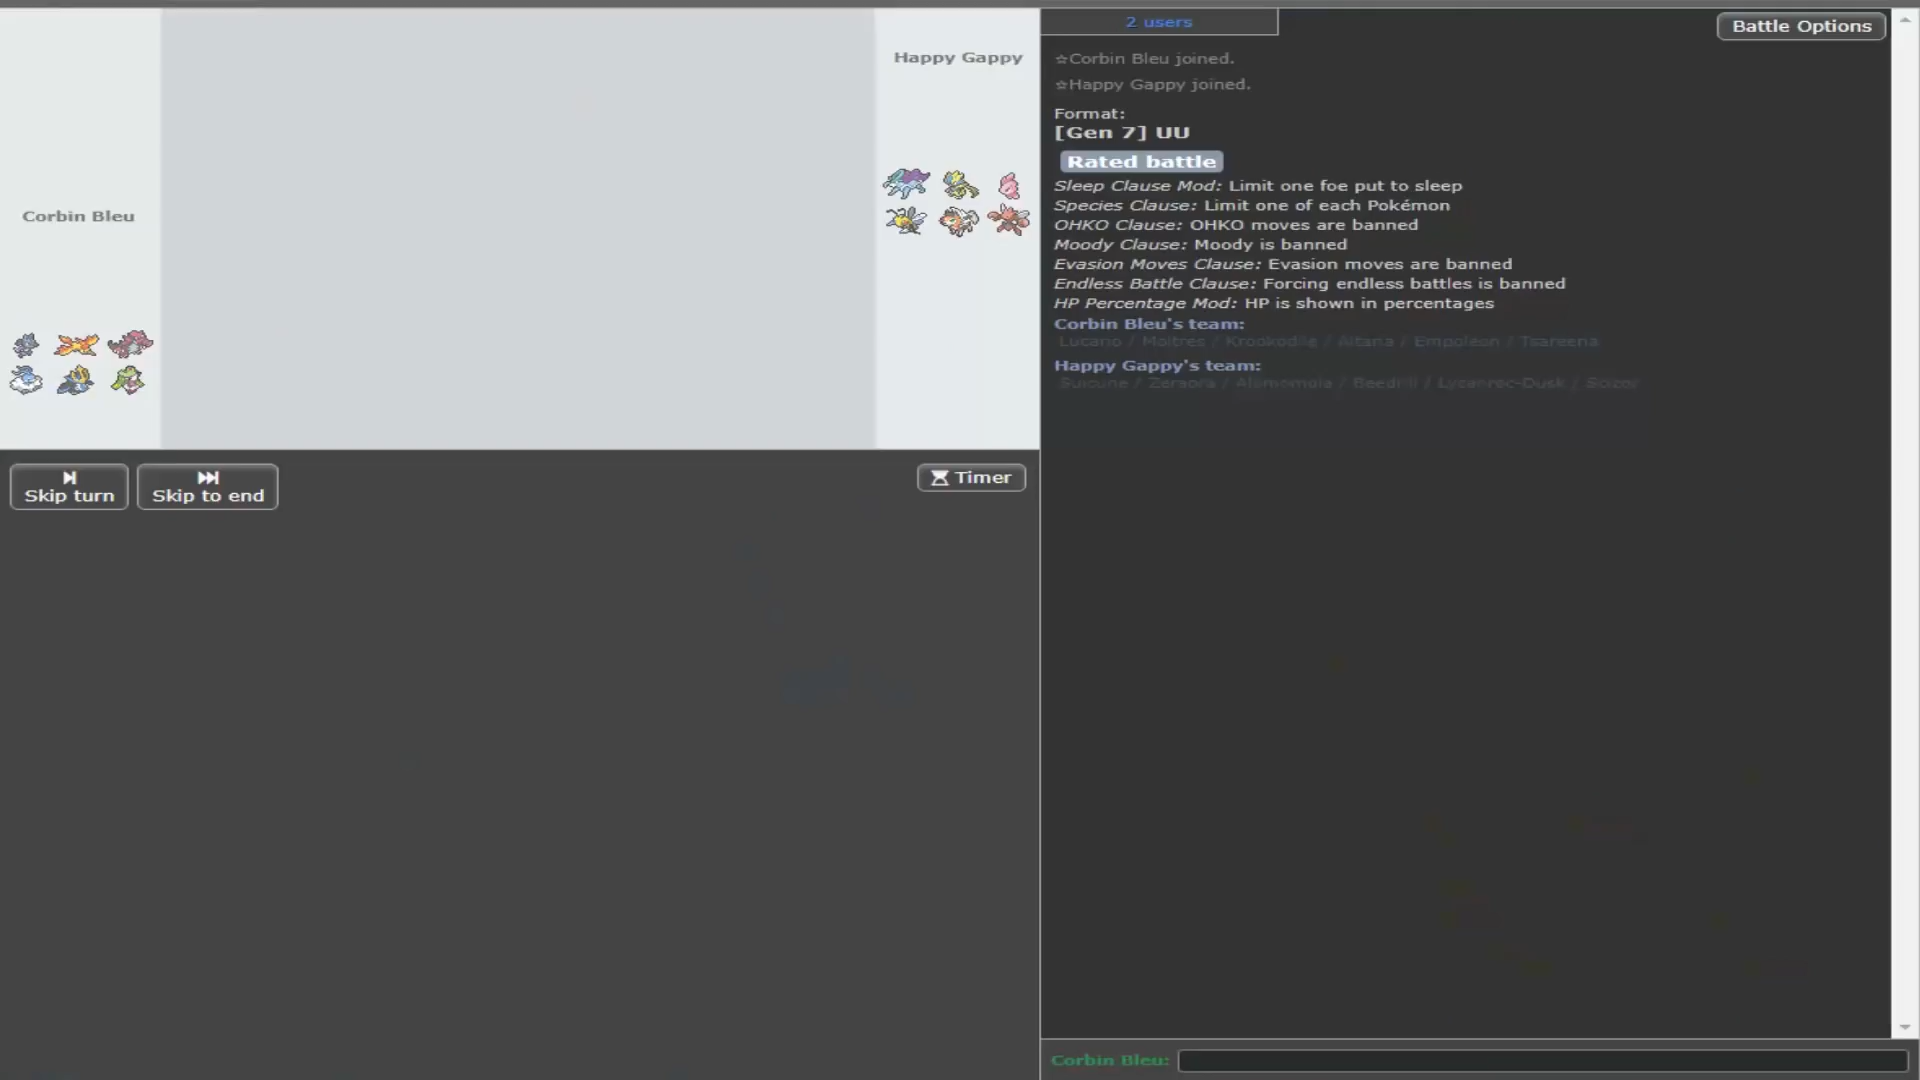 Happy Gappy
Corbin Bleu
Skip turn
Skip to end
Timer
2 users
Battle Options
☆Corbin Bleu joined.
☆Happy Gappy joined.
Format:
[Gen 7] UU
Rated battle
Sleep Clause Mod: Limit one foe put to sleep
Species Clause: Limit one of each Pokémon
OHKO Clause: OHKO moves are banned
Moody Clause: Moody is banned
Evasion Moves Clause: Evasion moves are banned
Endless Battle Clause: Forcing endless battles is banned
HP Percentage Mod: HP is shown in percentages
Corbin Bleu's team:
Lucario / Moltres / Krookodile / Altaria / Empoleon / Tsareena
Happy Gappy's team:
Suicune / Zeraora / Alomomola / Beedrill / Lycanroc-Dusk / Scizor
Corbin Bleu: